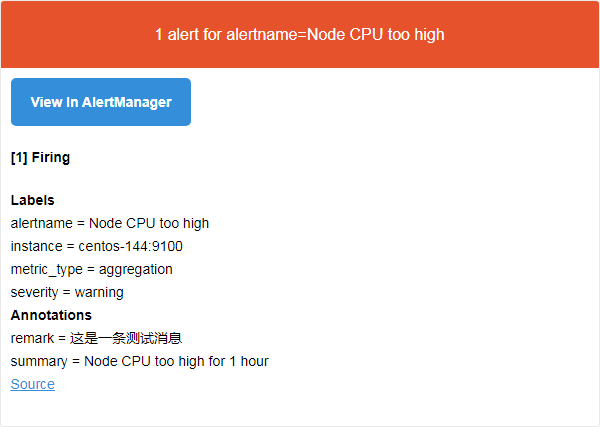 1 alert for alertname=Node CPU too high
View In AlertManager
[1] Firing
Labels
alertname = Node CPU too high
instance = centos-144:9100
metric_type = aggregation
severity = warning
Annotations
remark = 这是一条测试消息
summary = Node CPU too high for 1 hour
Source